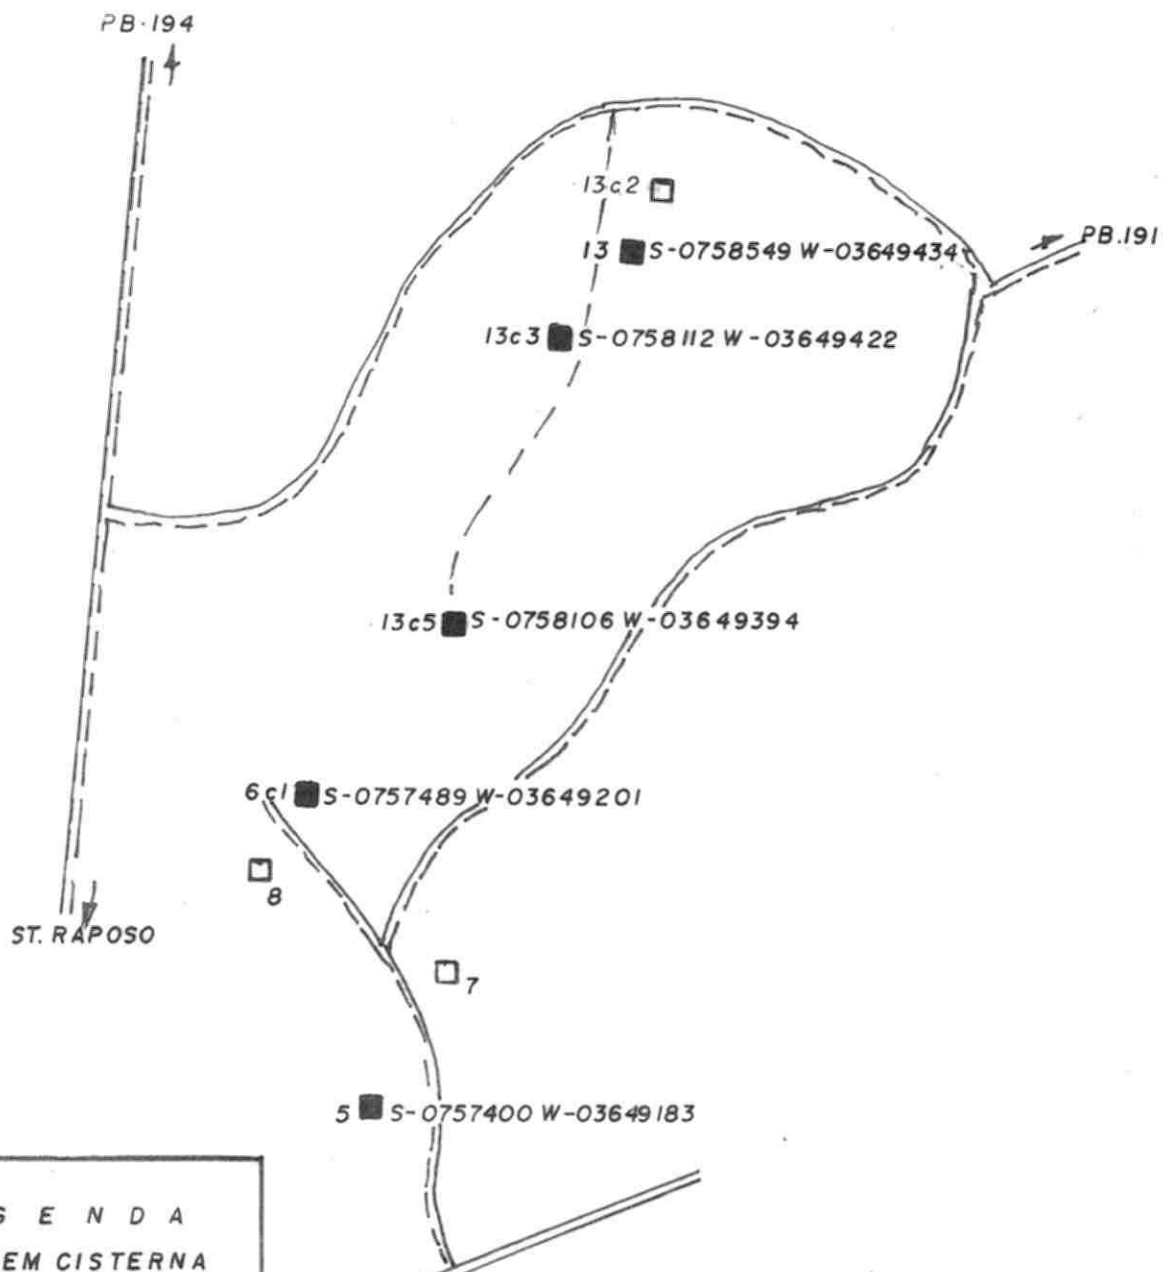 PB-194
13c2
PB.191
13 S-0758549 W-03649434
13c3 S-0758112 W-03649422
13c5 S-0758106 W-03649394
6c1 S-0757489 W-03649201
8
ST. RAPOSO
7
5 S-0757400 W-03649183
E N D A
EM CISTERNA